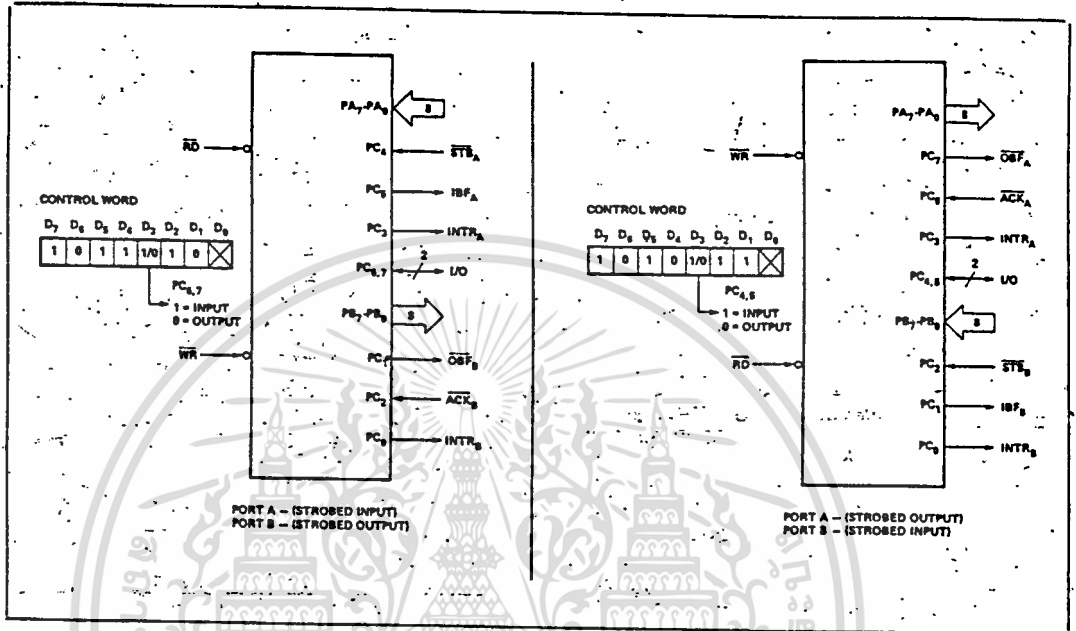 PA7-PA0
8
RD
PC4
STBA
PC5
IBFA
CONTROL WORD
D7 D6 D5 D4 D3 D2 D1 D0
1 0 1 1 1/0 1 0
PC3
INTRA
PC6,7
2
I/O
PC6,7
1 = INPUT
0 = OUTPUT
PB7-PB0
8
WR
PC1
OBFB
PC2
ACKB
PC0
INTRB
PORT A – (STROBED INPUT)
PORT B – (STROBED OUTPUT)
PA7-PA0
8
WR
PC7
OBFA
PC6
ACKA
CONTROL WORD
D7 D6 D5 D4 D3 D2 D1 D0
1 0 1 0 1/0 1 1
PC3
INTRA
PC4,5
2
I/O
PC4,5
1 = INPUT
0 = OUTPUT
PB7-PB0
8
RD
PC2
STBB
PC1
IBFB
PC0
INTRB
PORT A – (STROBED OUTPUT)
PORT B – (STROBED INPUT)